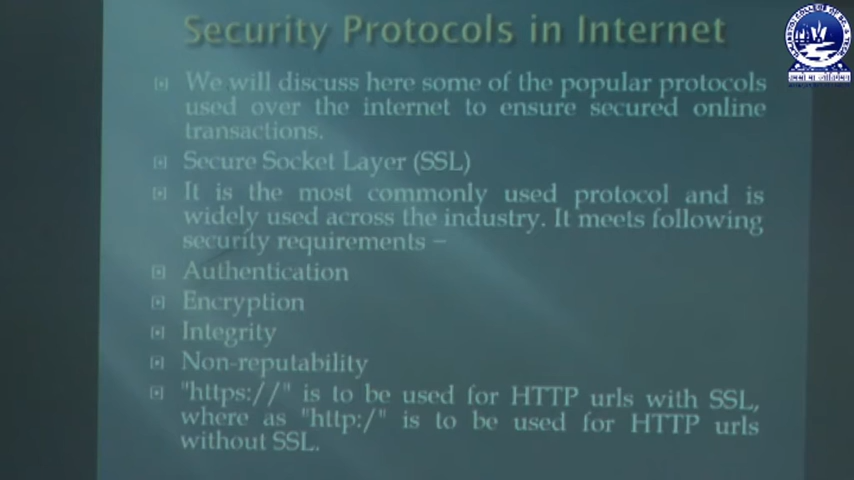 Security Protocols in Internet
We will discuss here some of the popular protocols
used over the internet to ensure secured online
transactions.
Secure Socket Layer (SSL)
It is the most commonly used protocol and is
widely used across the industry. It meets following
security requirements –
Authentication
Encryption
Integrity
Non-reputability
"https://" is to be used for HTTP urls with SSL,
where as "http:/" is to be used for HTTP urls
without SSL.